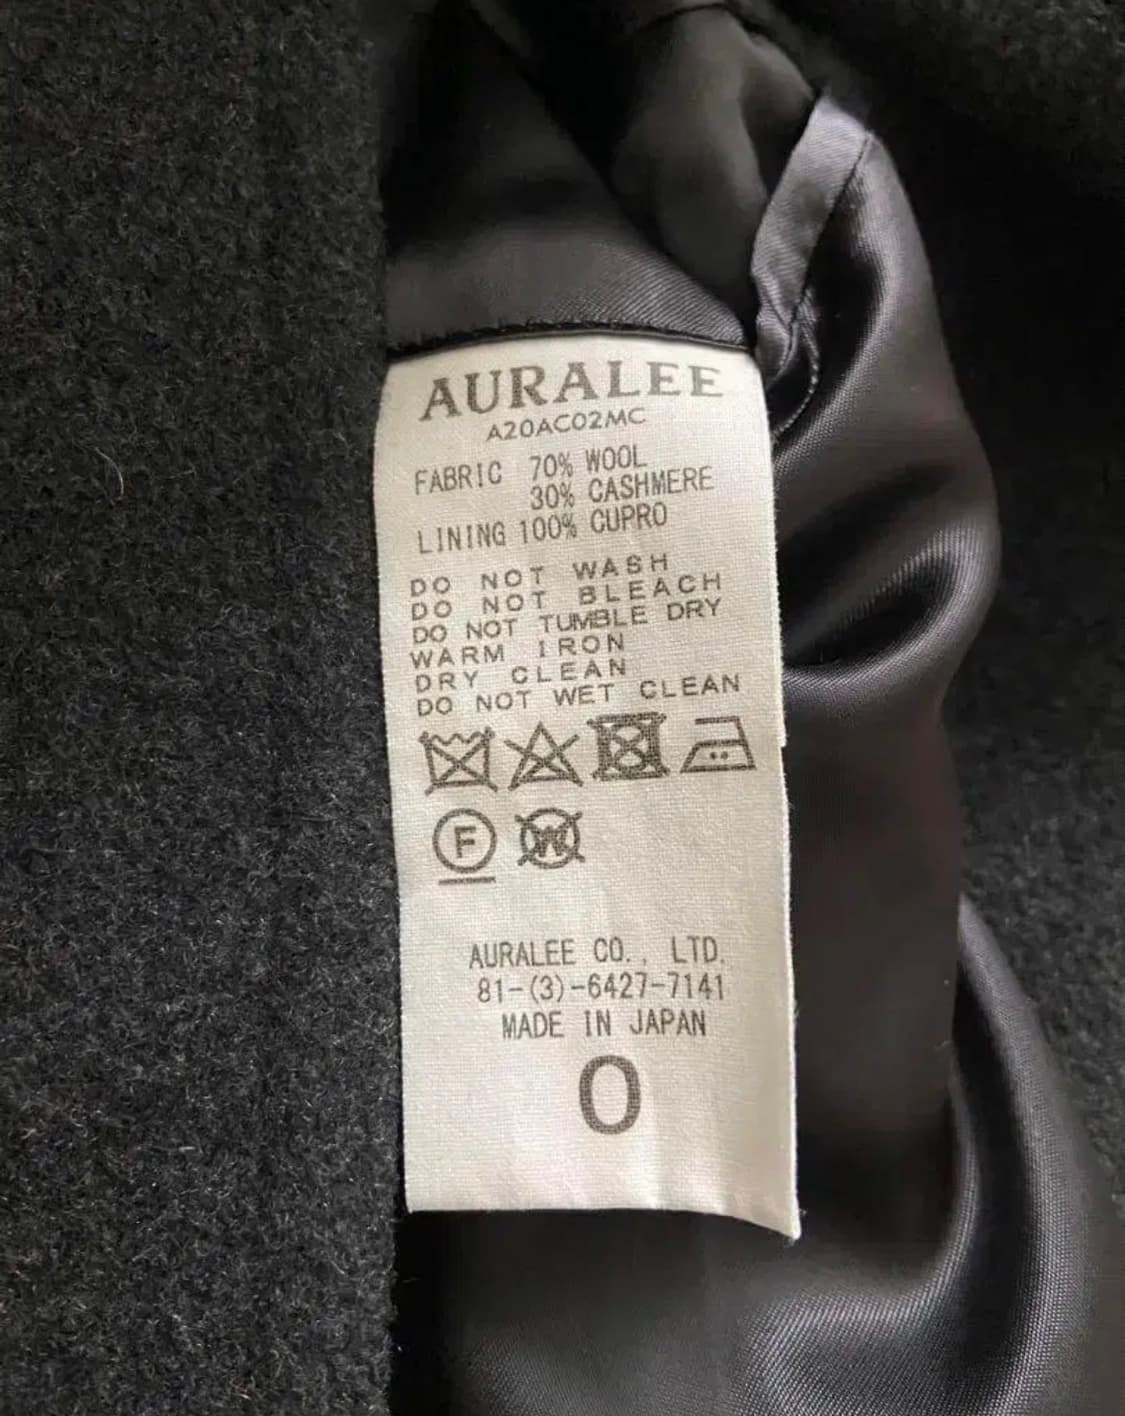 AURALEE
A20AC02MC
FABRIC 70% WOOL
30% CASHMERE
LINING 100% CUPRO
DO NOT WASH
DO NOT BLEACH
DO NOT TUMBLE DRY
WARM IRON
DRY CLEAN
DO NOT WET CLEAN
F W
AURALEE CO., LTD.
81-(3)-6427-7141
MADE IN JAPAN
0